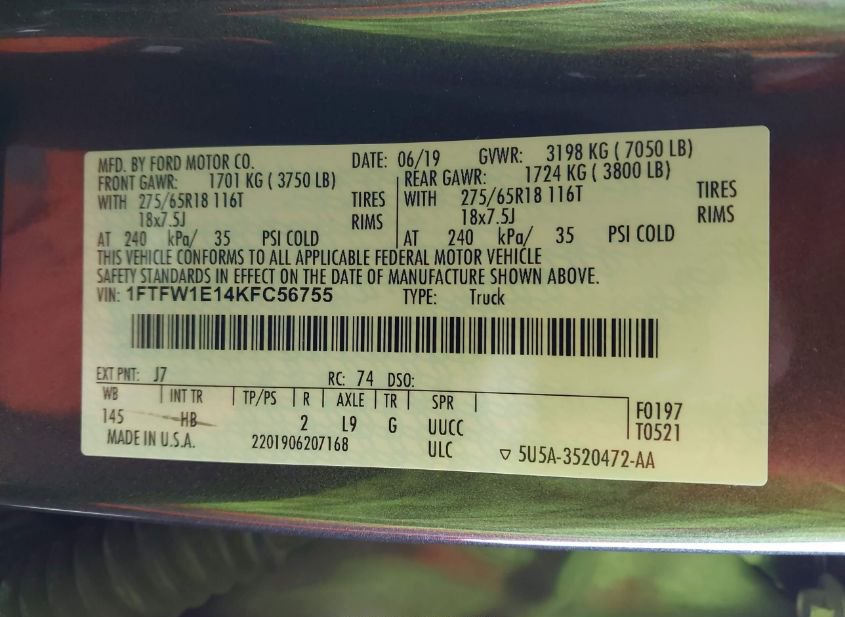 MFD. BY FORD MOTOR CO. DATE: 06/19 GVWR: 3198 KG ( 7050 LB)
FRONT GAWR: 1701 KG ( 3750 LB) REAR GAWR: 1724 KG ( 3800 LB)
WITH 275/65R18 116T TIRES WITH 275/65R18 116T TIRES
18x7.5J RIMS 18x7.5J RIMS
AT 240 kPa/ 35 PSI COLD AT 240 kPa/ 35 PSI COLD
THIS VEHICLE CONFORMS TO ALL APPLICABLE FEDERAL MOTOR VEHICLE
SAFETY STANDARDS IN EFFECT ON THE DATE OF MANUFACTURE SHOWN ABOVE.
VIN: 1FTFW1E14KFC56755 TYPE: Truck
EXT PNT: J7 RC: 74 DSO:
WB INT TR TP/PS R AXLE TR SPR F0197
145 HB 2 L9 G UUCC T0521
MADE IN U.S.A. 2201906207168 ULC ▽ 5U5A-3520472-AA